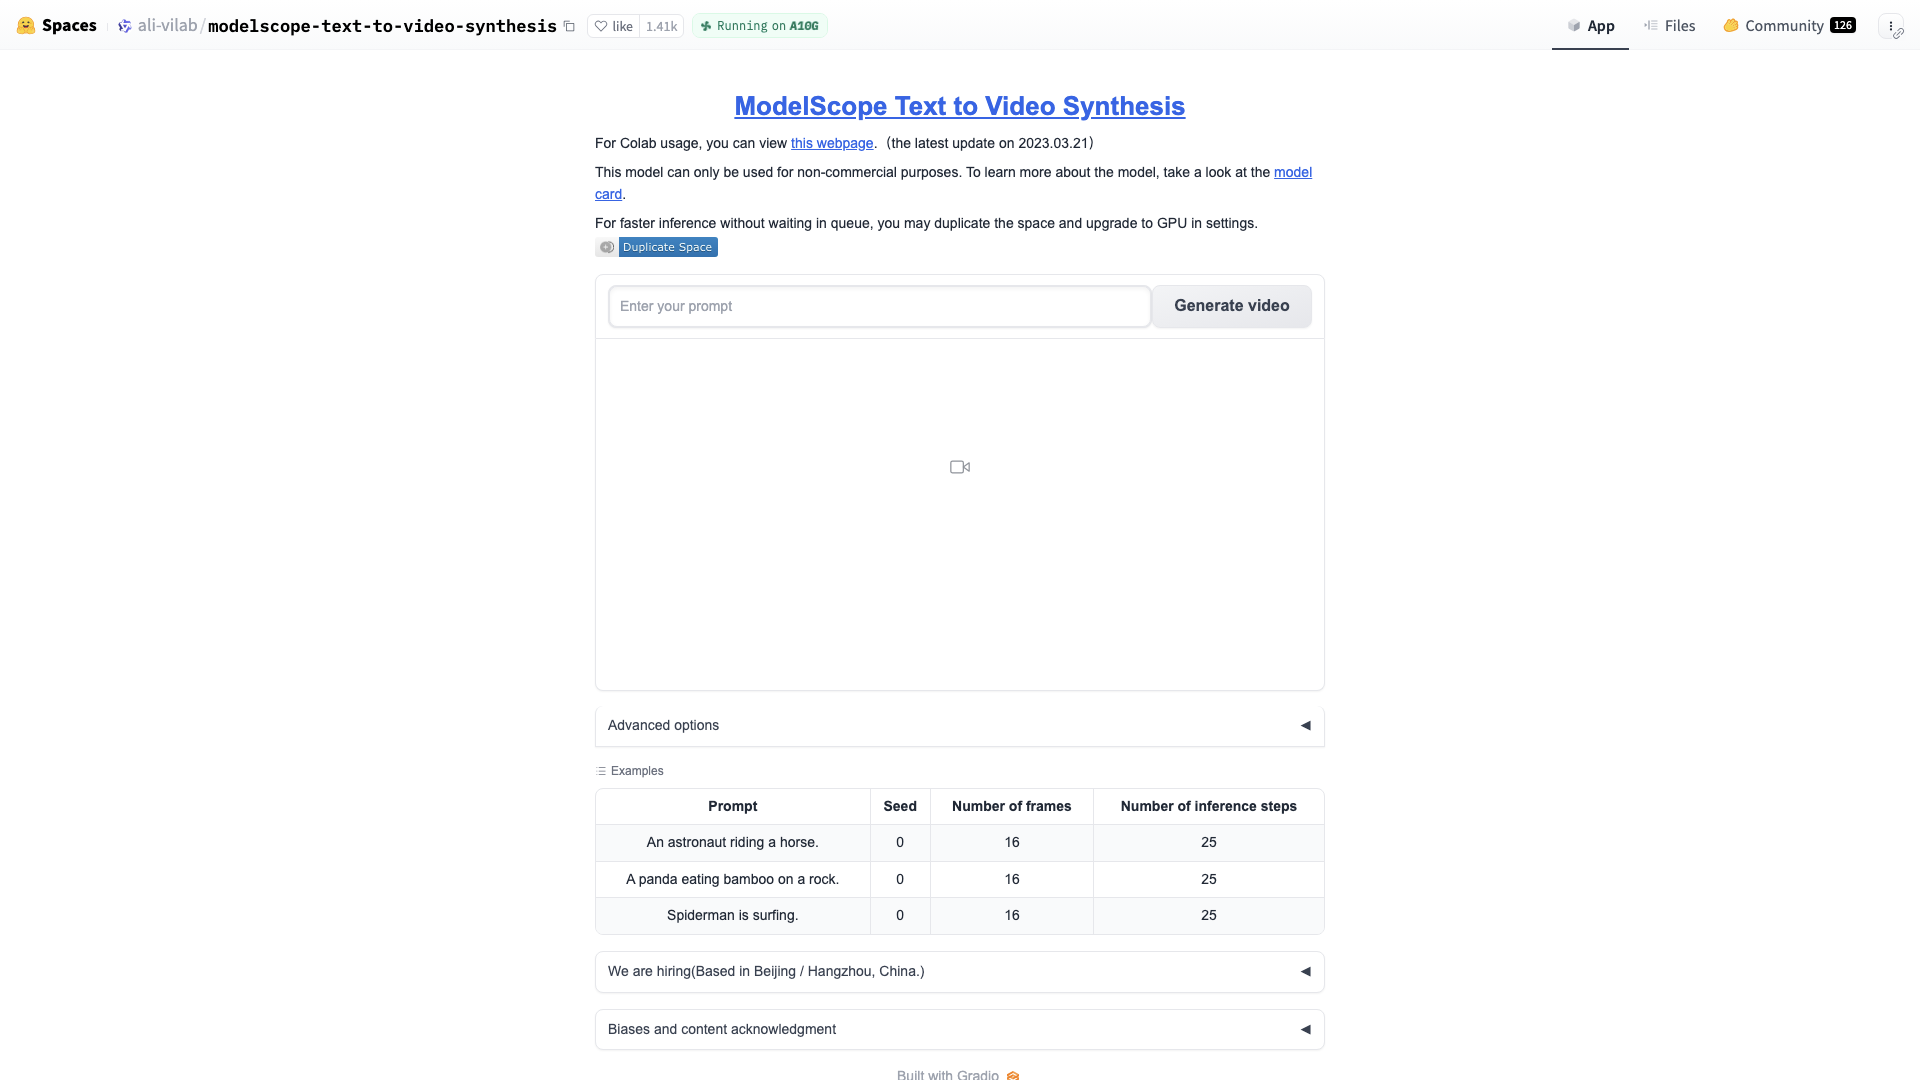 Spaces ali-vilab/modelscope-text-to-video-synthesis like 1.41k Running on A10G App Files Community 126
ModelScope Text to Video Synthesis
For Colab usage, you can view this webpage.（the latest update on 2023.03.21）
This model can only be used for non-commercial purposes. To learn more about the model, take a look at the model
card.
For faster inference without waiting in queue, you may duplicate the space and upgrade to GPU in settings.
Duplicate Space
Enter your prompt Generate video
Advanced options
Examples
Prompt Seed Number of frames Number of inference steps
An astronaut riding a horse. 0 16 25
A panda eating bamboo on a rock. 0 16 25
Spiderman is surfing. 0 16 25
We are hiring(Based in Beijing / Hangzhou, China.)
Biases and content acknowledgment
Built with Gradio